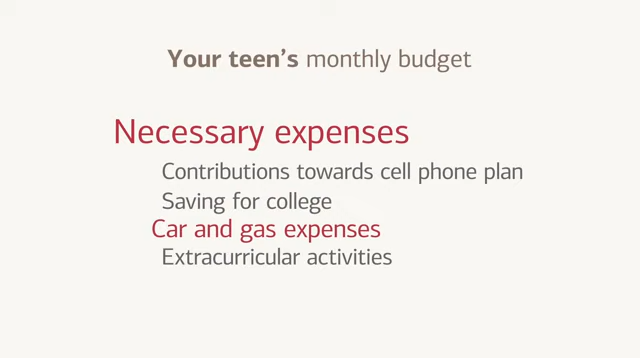 Your teen’s monthly budget
Necessary expenses
Contributions towards cell phone plan
Saving for college
Car and gas expenses
Extracurricular activities